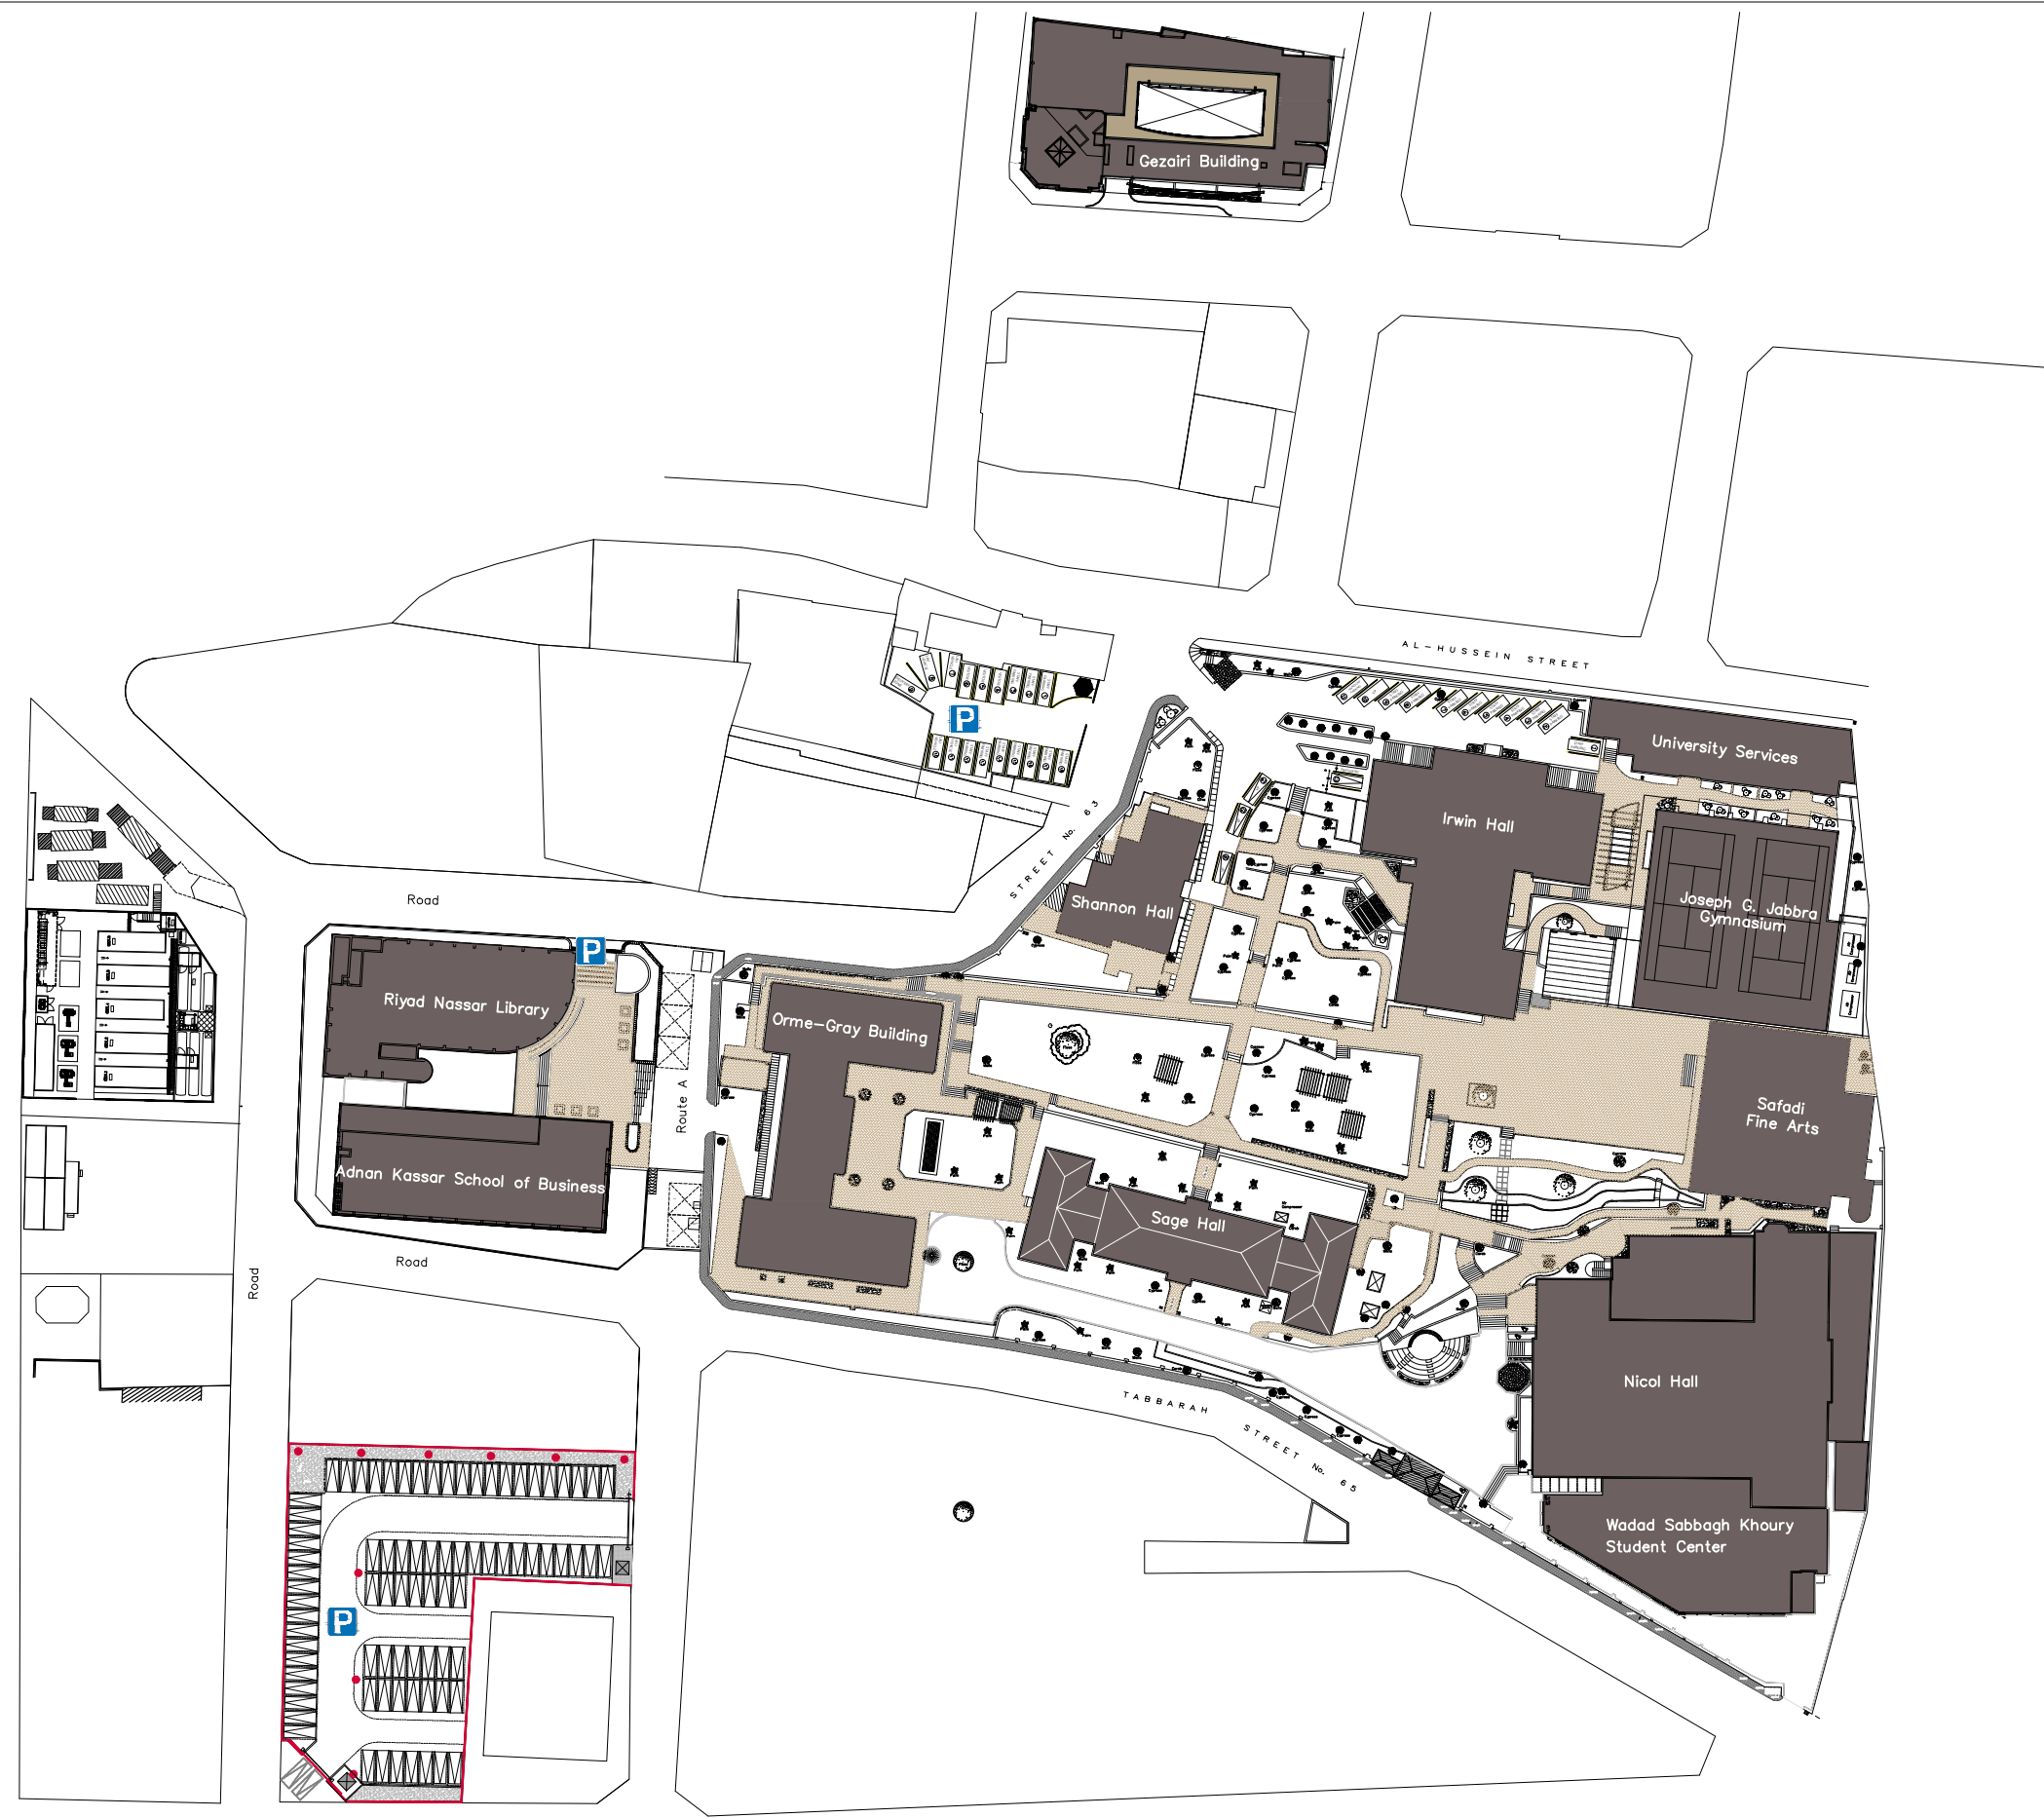 Gezairi Building
AL-HUSSEIN STREET
P
University Services
STREET No. 63
Irwin Hall
Road
Shannon Hall
Joseph G. Jabbra
Gymnasium
P
Riyad Nassar Library
Orme-Gray Building
Route A
Safadi
Fine Arts
Adnan Kassar School of Business
Sage Hall
Road
Road
Nicol Hall
TABBARAH STREET No. 65
Wadad Sabbagh Khoury
Student Center
P